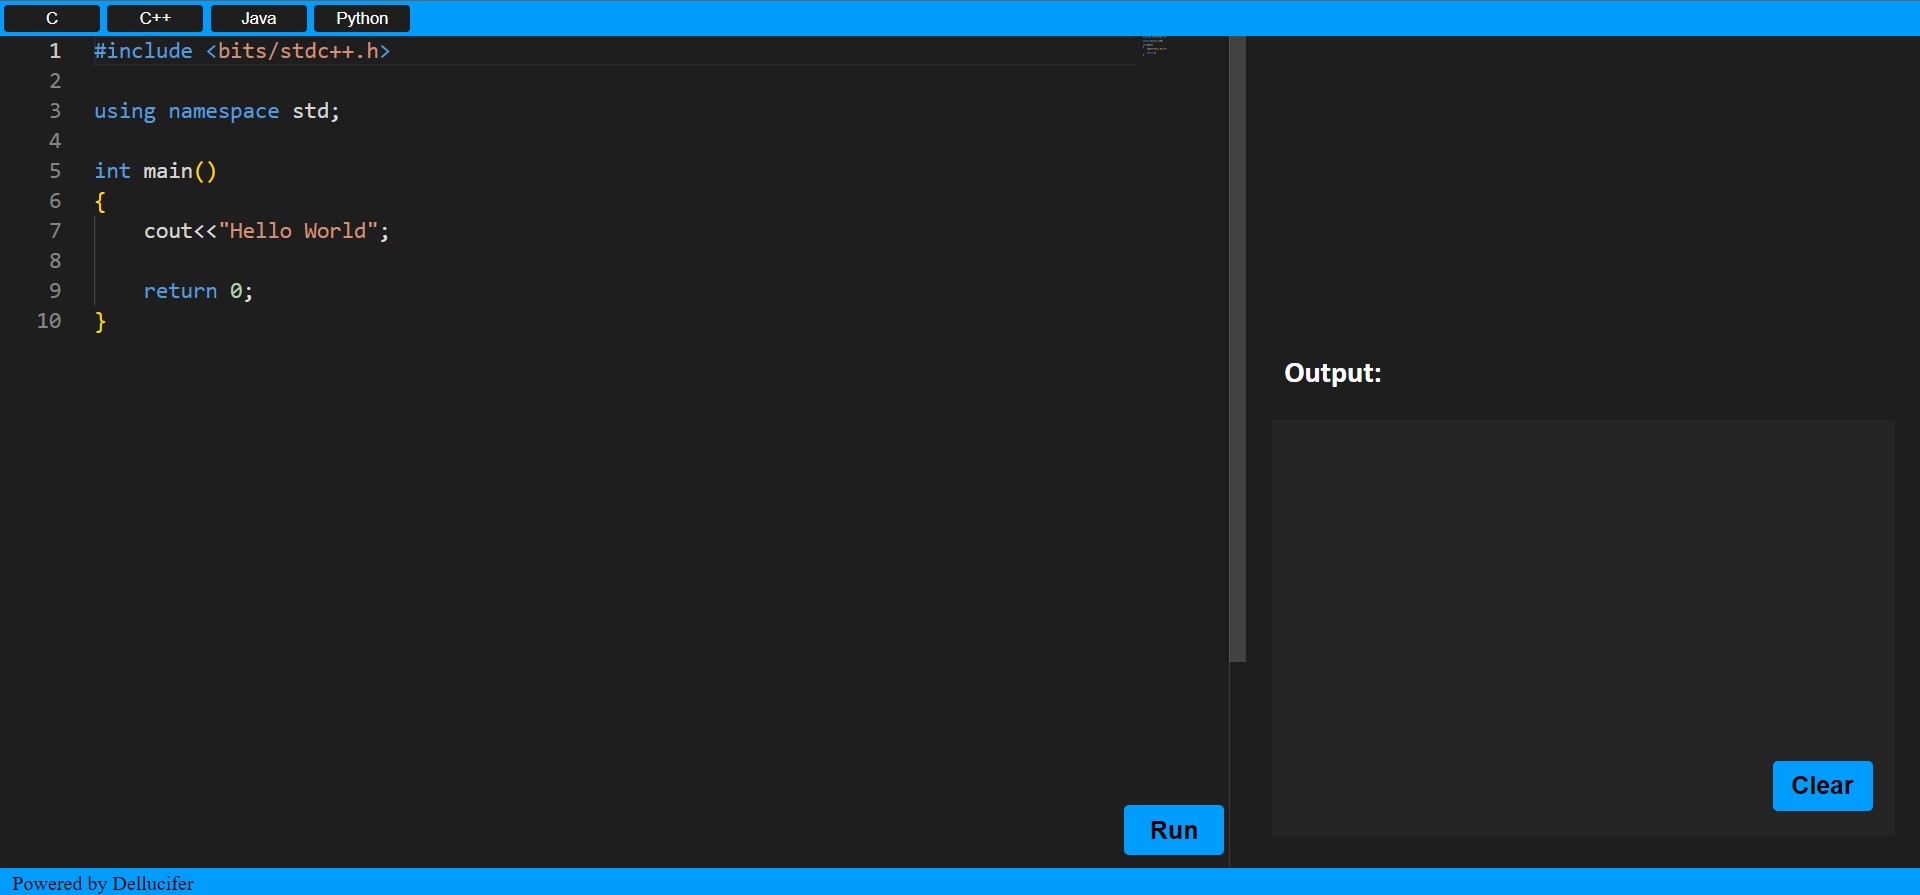 C C++ Java Python
1 #include <bits/stdc++.h>
2
3 using namespace std;
4
5 int main()
6 {
7     cout<<"Hello World";
8
9     return 0;
10 }
Output:
Clear
Run
Powered by Dellucifer